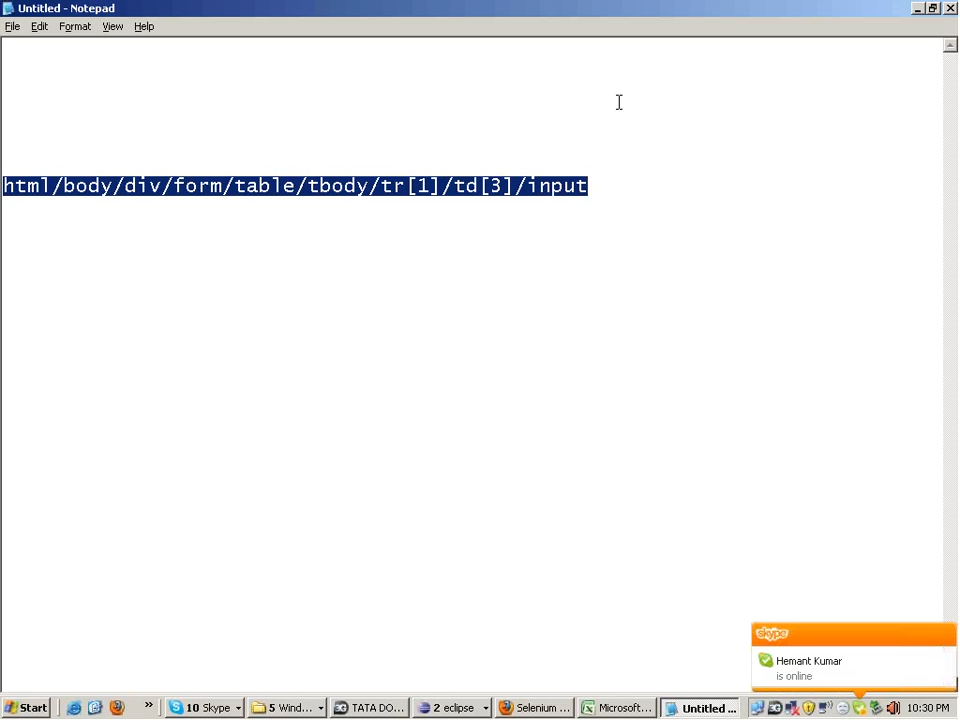 Untitled - Notepad
File Edit Format View Help
html/body/div/form/table/tbody/tr[1]/td[3]/input
skype
Hemant Kumar
is online
Start » 10 Skype 5 Wind... TATA DO... 2 eclipse Selenium ... Microsoft... Untitled ... 10:30 PM